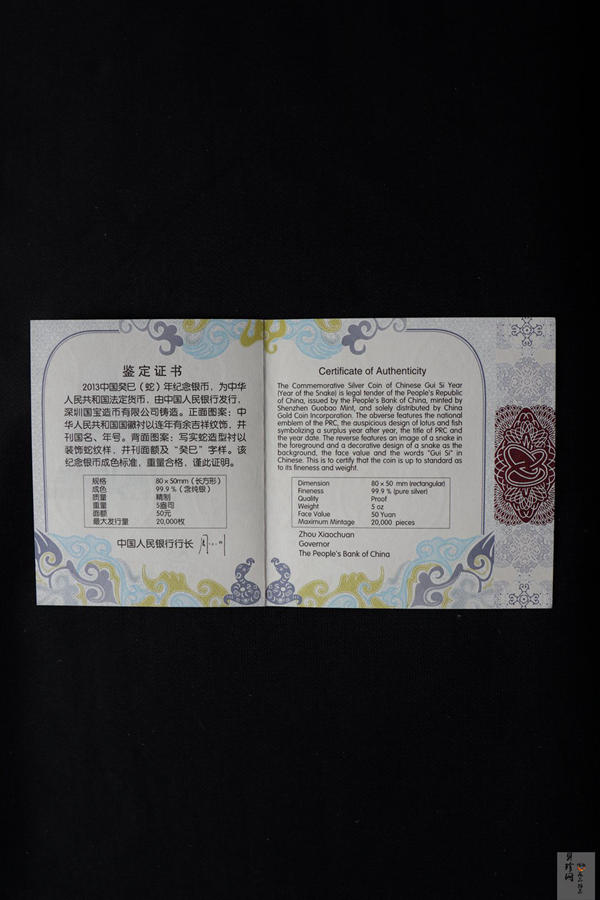 鉴定证书
2013中国癸巳（蛇）年纪念银币，为中华
人民共和国法定货币，由中国人民银行发行，
深圳国宝造币有限公司铸造。正面图案：中
华人民共和国国徽衬以连年有余吉祥纹饰，并
刊国名、年号。背面图案：写实蛇造型衬以
装饰蛇纹样，并刊面额及“癸巳”字样。该
纪念银币成色标准，重量合格，谨此证明。
规格 80×50mm（长方形）
成色 99.9％（含纯银）
质量 精制
重量 5盎司
面额 50元
最大发行量 20,000枚
中国人民银行行长
Certificate of Authenticity
The Commemorative Silver Coin of Chinese Gui Si Year
(Year of the Snake) is legal tender of the People's Republic
of China, issued by the People's Bank of China, minted by
Shenzhen Guobao Mint, and solely distributed by China
Gold Coin Incorporation. The obverse features the national
emblem of the PRC, the auspicious design of lotus and fish
symbolizing a surplus year after year, the title of PRC and
the year date. The reverse features an image of a snake in
the foreground and a decorative design of a snake as the
background, the face value and the words "Gui Si" in
Chinese. This is to certify that the coin is up to standard as
to its fineness and weight.
Dimension 80×50 mm (rectangular)
Fineness 99.9 % (pure silver)
Quality Proof
Weight 5 oz
Face Value 50 Yuan
Maximum Mintage 20,000 pieces
Zhou Xiaochuan
Governor
The People's Bank of China